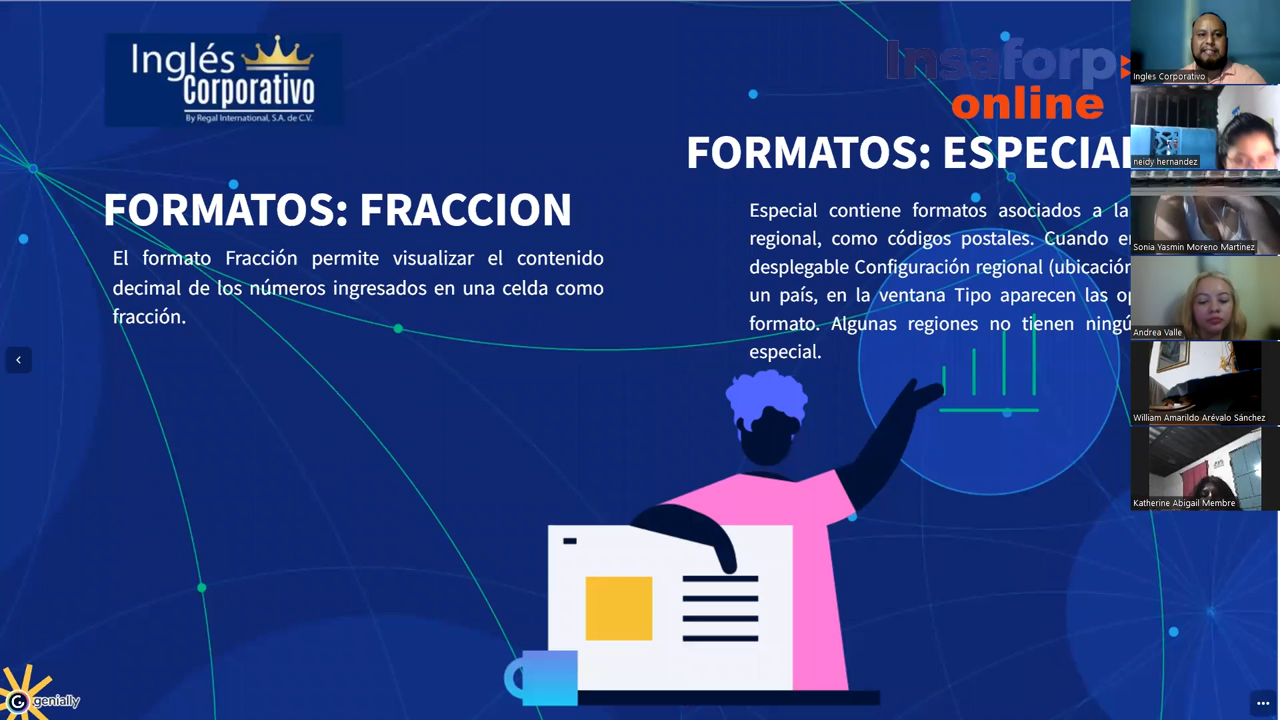 Inglés
Corporativo
By Regal International, S.A. de C.V.
Insaforp
online
FORMATOS: FRACCION
El formato Fracción permite visualizar el contenido
decimal de los números ingresados en una celda como
fracción.
FORMATOS: ESPECIAL
Especial contiene formatos asociados a la
regional, como códigos postales. Cuando
desplegable Configuración regional (ubicación
un país, en la ventana Tipo aparecen las
formato. Algunas regiones no tienen
especial.
Ingles Corporativo
neidy hernandez
Sonia Yasmin Moreno Martinez
Andrea Valle
William Amarildo Arévalo Sánchez
Katherine Abigail Membre
genially